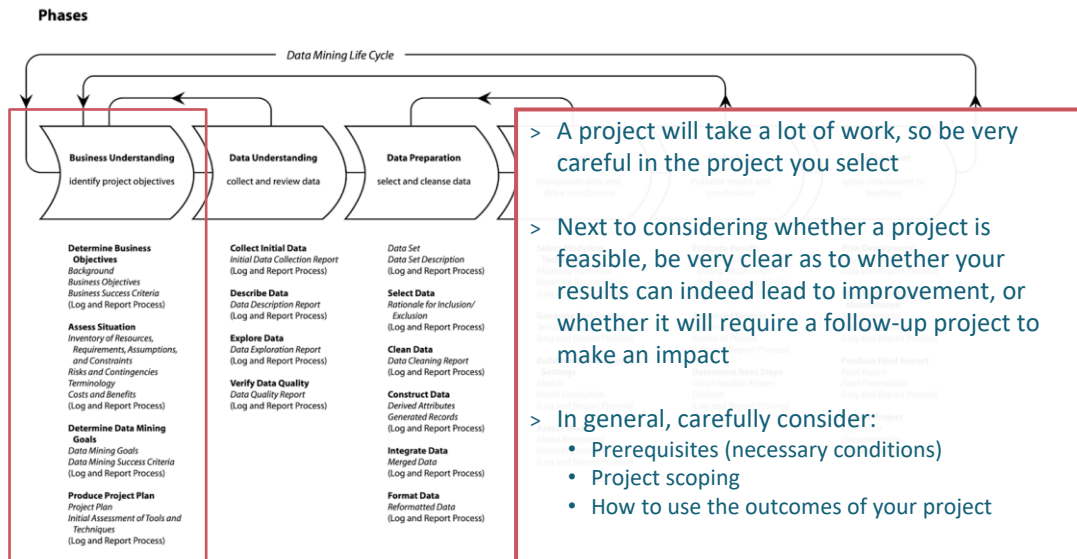 Phases
Data Mining Life Cycle
Business Understanding
identify project objectives
Data Understanding
collect and review data
Data Preparation
select and cleanse data
Determine Business
Objectives
Background
Business Objectives
Business Success Criteria
(Log and Report Process)
Assess Situation
Inventory of Resources,
Requirements, Assumptions,
and Constraints
Risks and Contingencies
Terminology
Costs and Benefits
(Log and Report Process)
Determine Data Mining
Goals
Data Mining Goals
Data Mining Success Criteria
(Log and Report Process)
Produce Project Plan
Project Plan
Initial Assessment of Tools and
Techniques
(Log and Report Process)
Collect Initial Data
Initial Data Collection Report
(Log and Report Process)
Describe Data
Data Description Report
(Log and Report Process)
Explore Data
Data Exploration Report
(Log and Report Process)
Verify Data Quality
Data Quality Report
(Log and Report Process)
Data Set
Data Set Description
(Log and Report Process)
Select Data
Rationale for Inclusion/
Exclusion
(Log and Report Process)
Clean Data
Data Cleaning Report
(Log and Report Process)
Construct Data
Derived Attributes
Generated Records
(Log and Report Process)
Integrate Data
Merged Data
(Log and Report Process)
Format Data
Reformatted Data
(Log and Report Process)
> A project will take a lot of work, so be very
careful in the project you select
> Next to considering whether a project is
feasible, be very clear as to whether your
results can indeed lead to improvement, or
whether it will require a follow-up project to
make an impact
> In general, carefully consider:
• Prerequisites (necessary conditions)
• Project scoping
• How to use the outcomes of your project